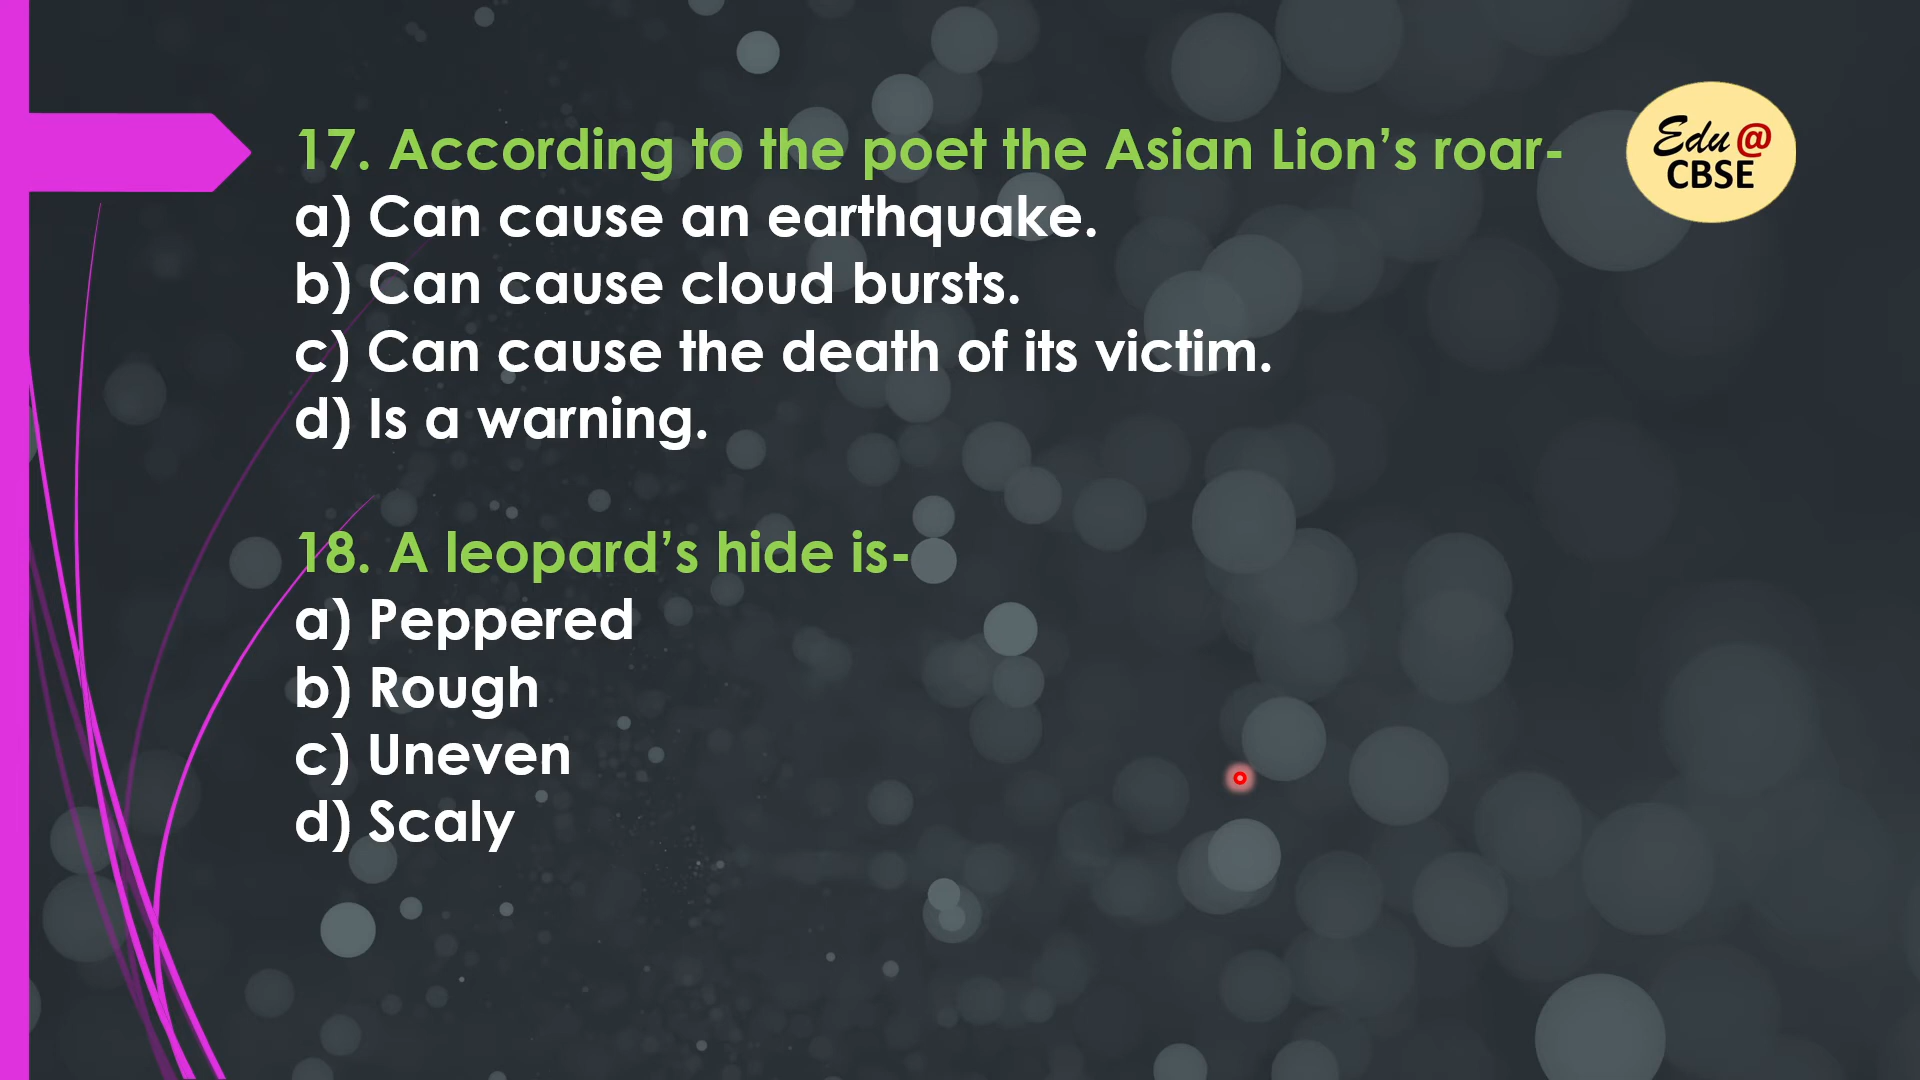 17. According to the poet the Asian Lion’s roar-
a) Can cause an earthquake.
b) Can cause cloud bursts.
c) Can cause the death of its victim.
d) Is a warning.
18. A leopard’s hide is-
a) Peppered
b) Rough
c) Uneven
d) Scaly
Edu @
CBSE